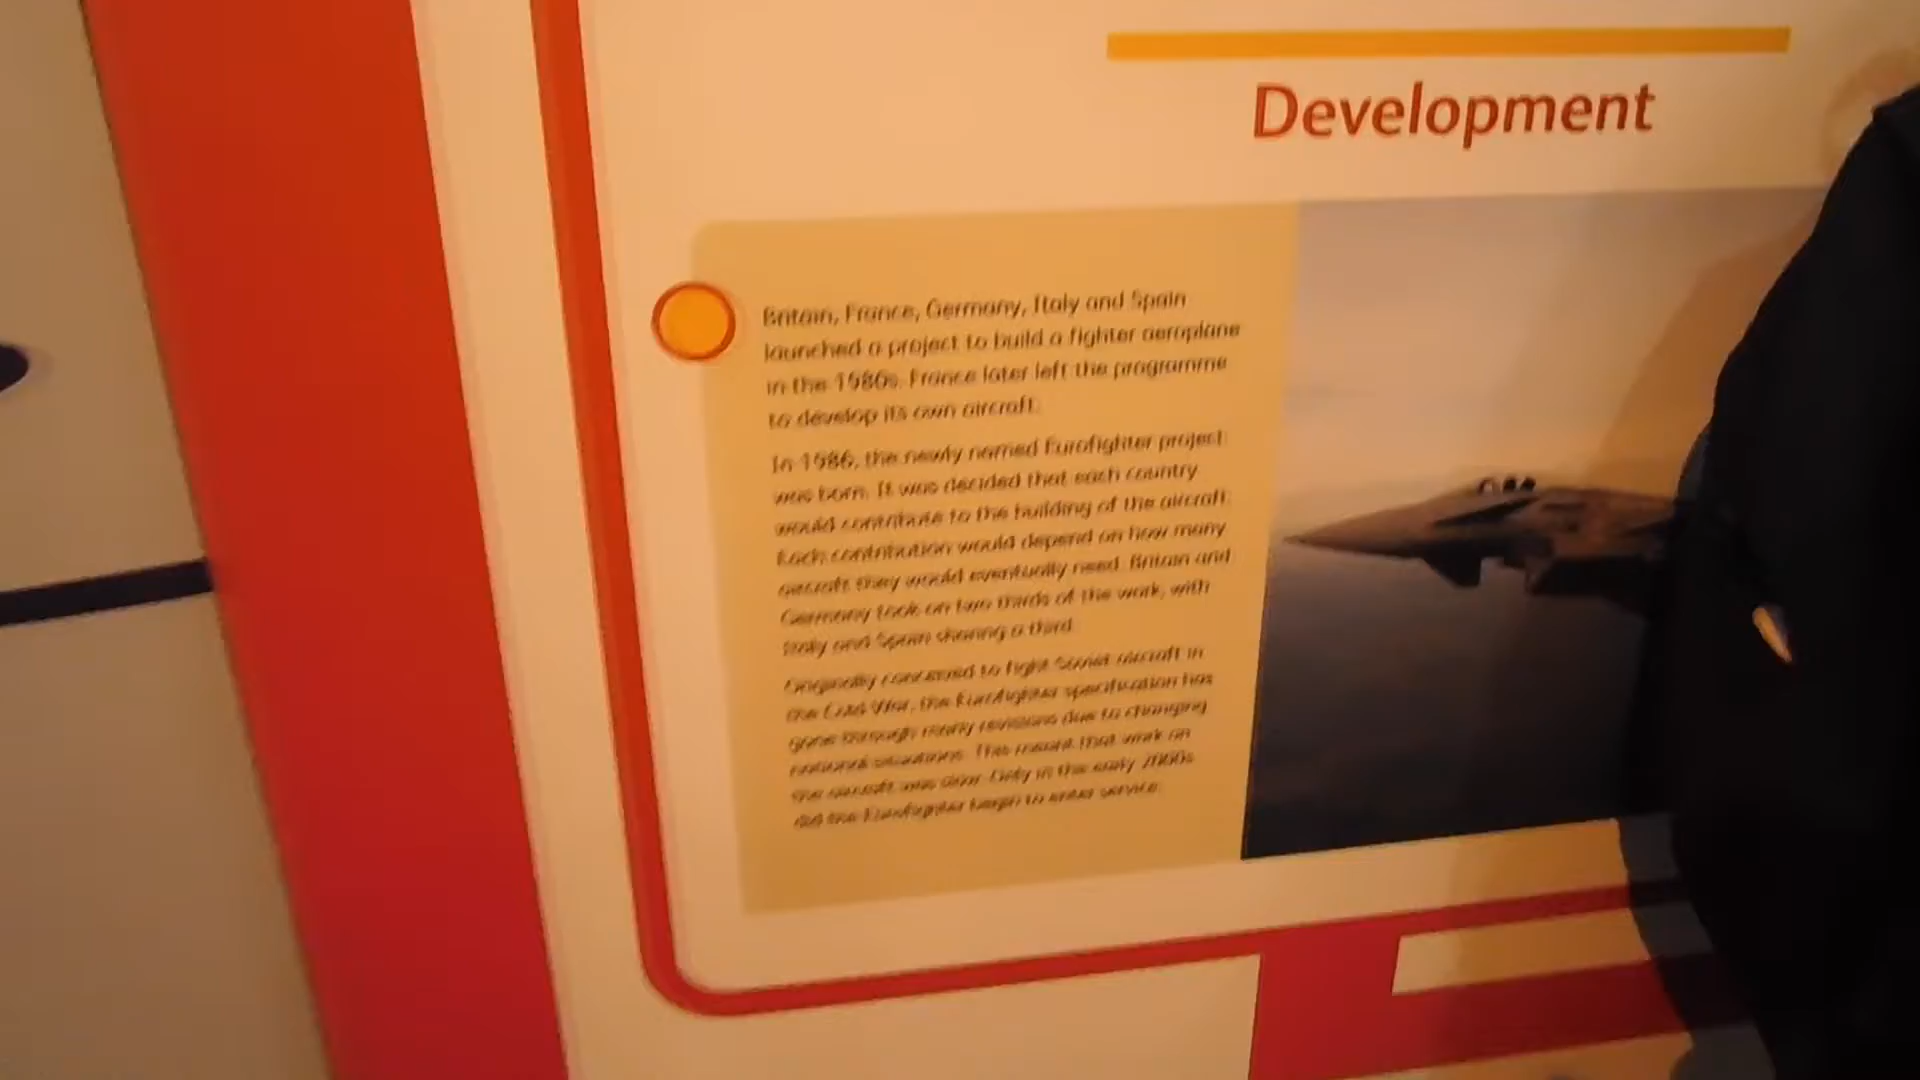 Development
Britain, France, Germany, Italy and Spain
launched a project to build a fighter aeroplane
in the 1980s. France later left the programme
to develop its own aircraft.
In 1986, the newly named Eurofighter project
was born. It was decided that each country
would contribute to the building of the aircraft.
Each contribution would depend on how many
aircraft they would eventually need. Britain and
Germany took on two thirds of the work, with
Italy and Spain sharing a third.
Originally conceived to fight Soviet aircraft in
the Cold War, the Eurofighter specification has
gone through many revisions due to changing
national situations. This meant that work on
the aircraft was slow. Only in the early 2000s
did the Eurofighter begin to enter service.